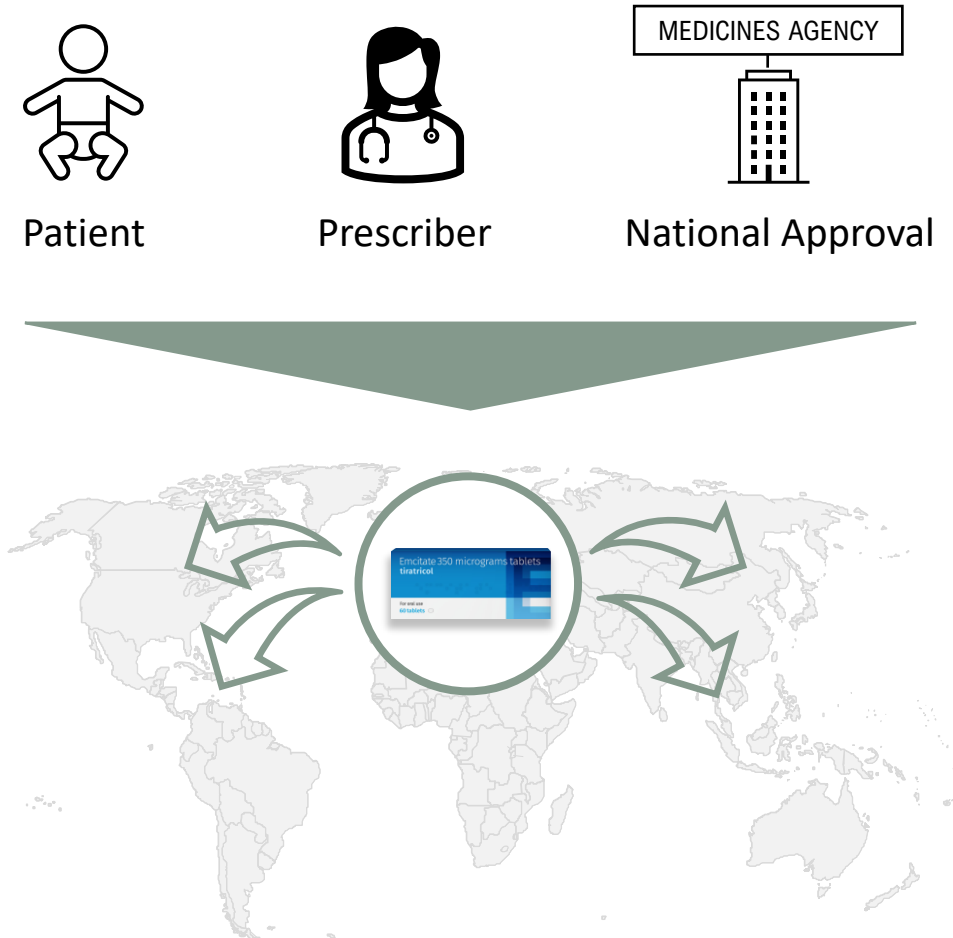 MEDICINES AGENCY
Patient
Prescriber
National Approval
Emcitate 350 micrograms tablets
tiratricol
For oral use
60 tablets